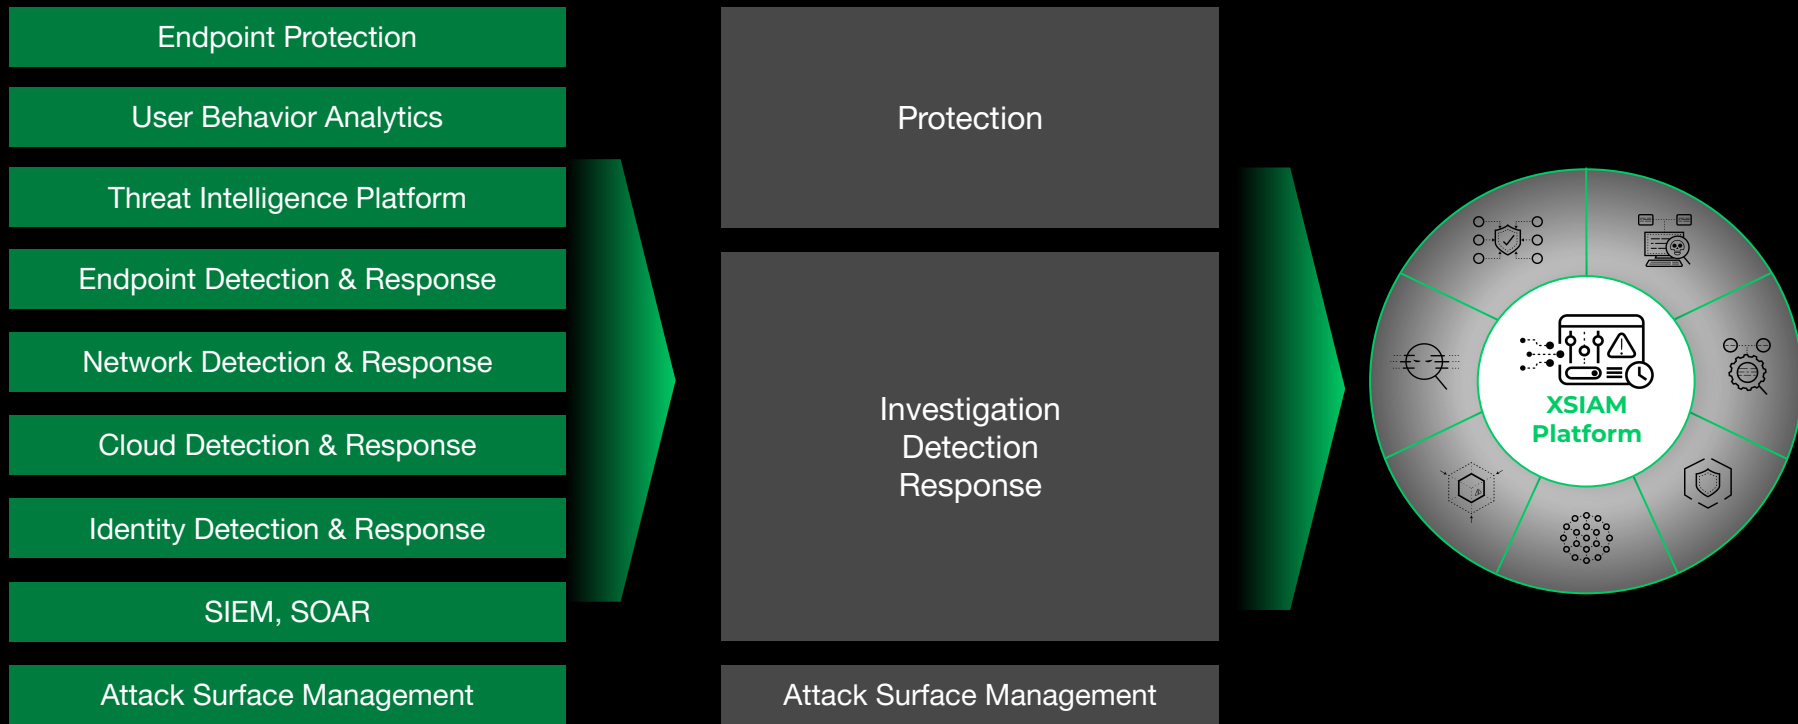 Endpoint Protection
User Behavior Analytics
Threat Intelligence Platform
Endpoint Detection & Response
Network Detection & Response
Cloud Detection & Response
Identity Detection & Response
SIEM, SOAR
Attack Surface Management
Protection
Investigation
Detection
Response
Attack Surface Management
XSIAM
Platform